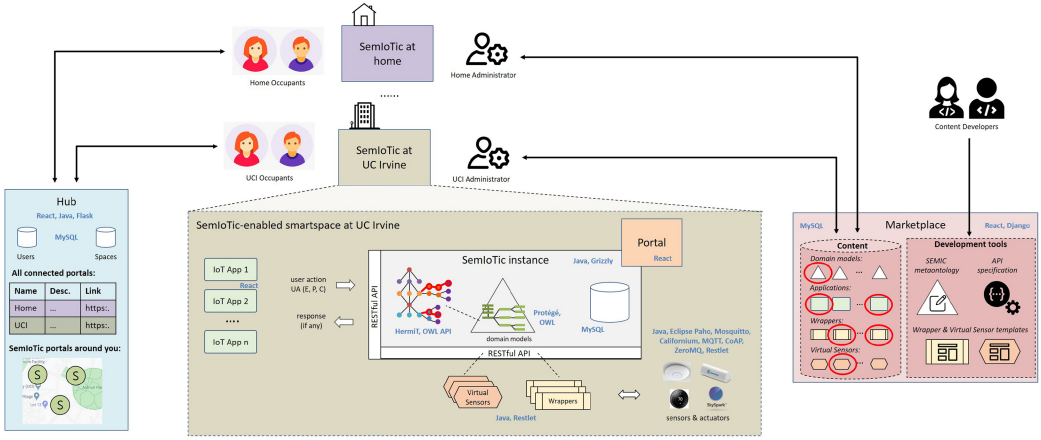 SemIoTic at
home
Home Occupants
Home Administrator
......
SemIoTic at
UC Irvine
UCI Occupants
UCI Administrator
Content Developers
Hub
React, Java, Flask
MySQL
Users
Spaces
All connected portals:
Name Desc. Link
Home ... https:.
UCI ... https:.
SemIoTic portals around you:
S
S
S
SemIoTic-enabled smartspace at UC Irvine
Portal
React
IoT App 1
React
IoT App 2
....
IoT App n
user action
UA (E, P, C)
response
(if any)
RESTful API
SemIoTic instance
Java, Grizzly
HermiT, OWL API
Protégé,
OWL
domain models
MySQL
RESTful API
Virtual
Sensors
Wrappers
Java, Restlet
Java, Eclipse Paho, Mosquitto,
Californium, MQTT, CoAP,
ZeroMQ, Restlet
SkySpark
sensors & actuators
MySQL
Marketplace
React, Django
Content
Domain models:
...
Applications:
...
Wrappers:
...
Virtual Sensors:
...
Development tools
SEMIC
metaontology
API
specification
Wrapper & Virtual Sensor templates